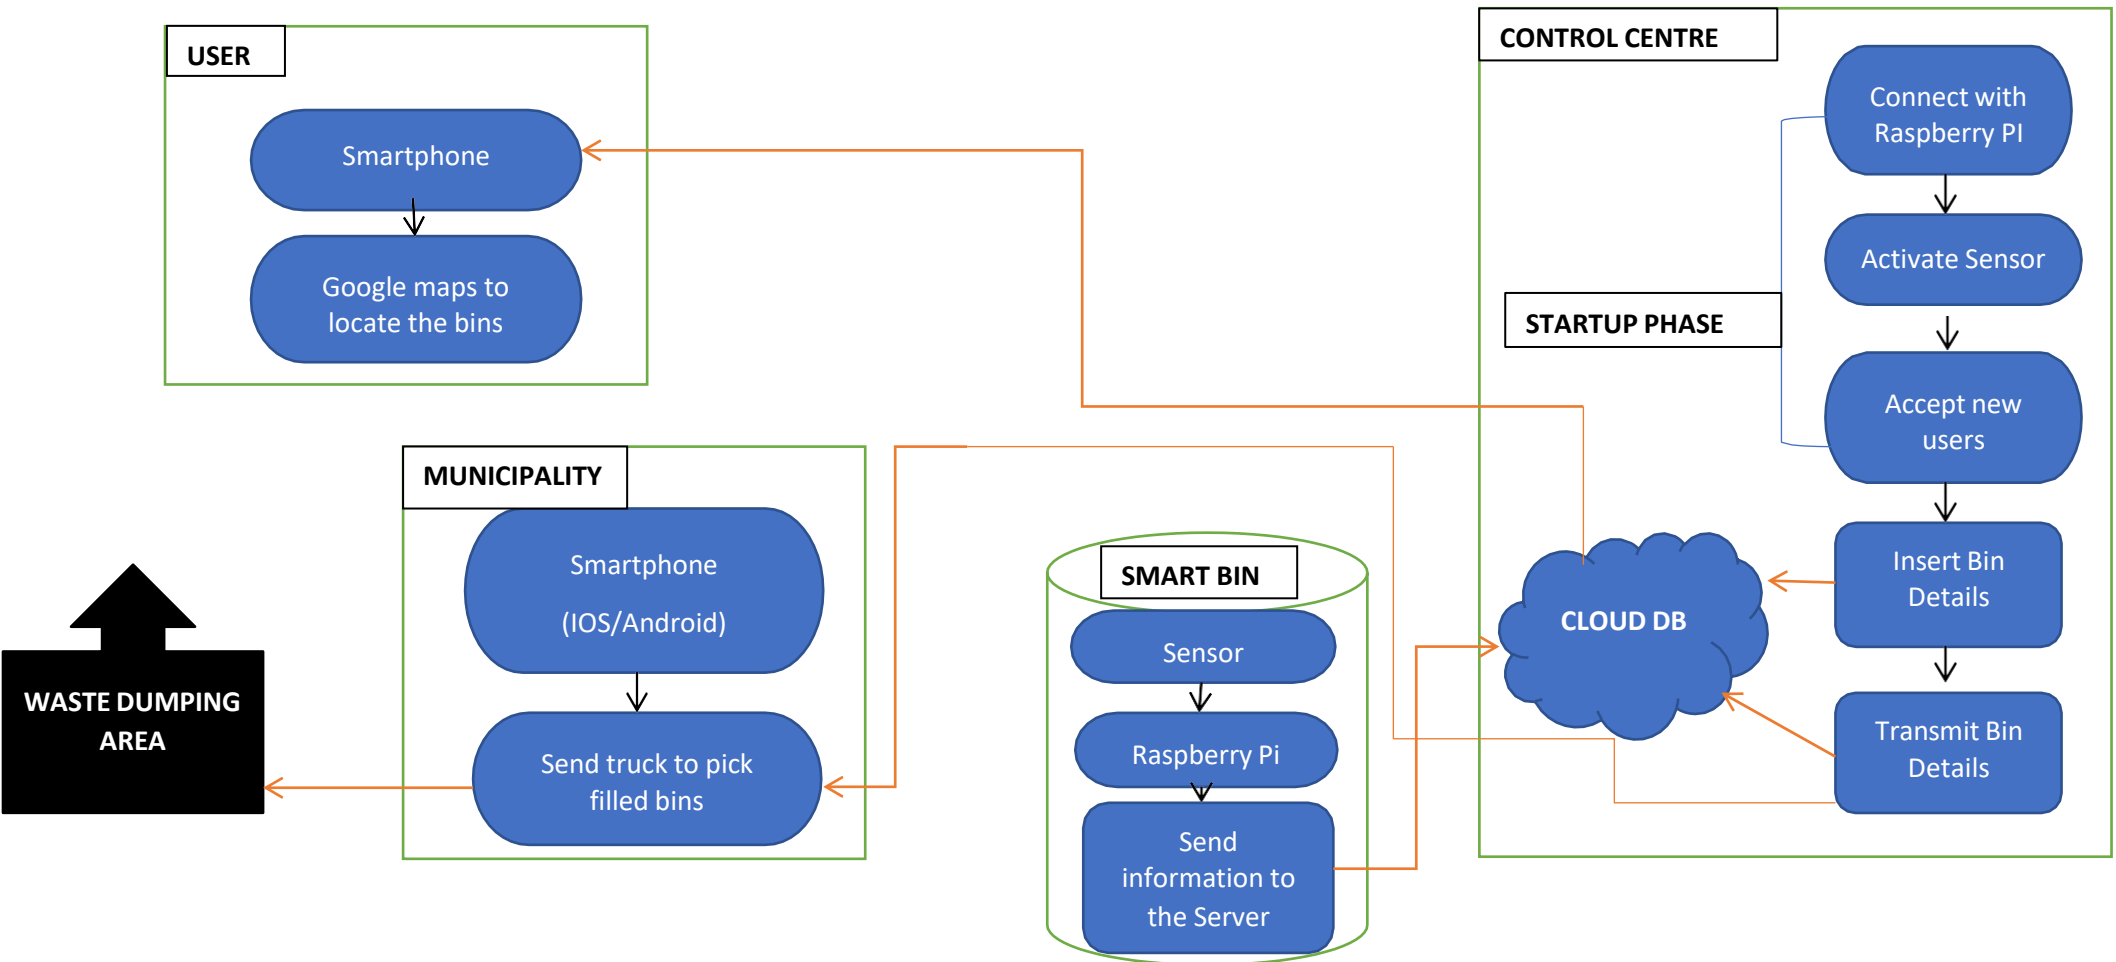 USER
Smartphone
Google maps to
locate the bins
CONTROL CENTRE
Connect with
Raspberry PI
Activate Sensor
STARTUP PHASE
Accept new
users
Insert Bin
Details
Transmit Bin
Details
CLOUD DB
MUNICIPALITY
Smartphone
(IOS/Android)
Send truck to pick
filled bins
SMART BIN
Sensor
Raspberry Pi
Send
information to
the Server
WASTE DUMPING
AREA